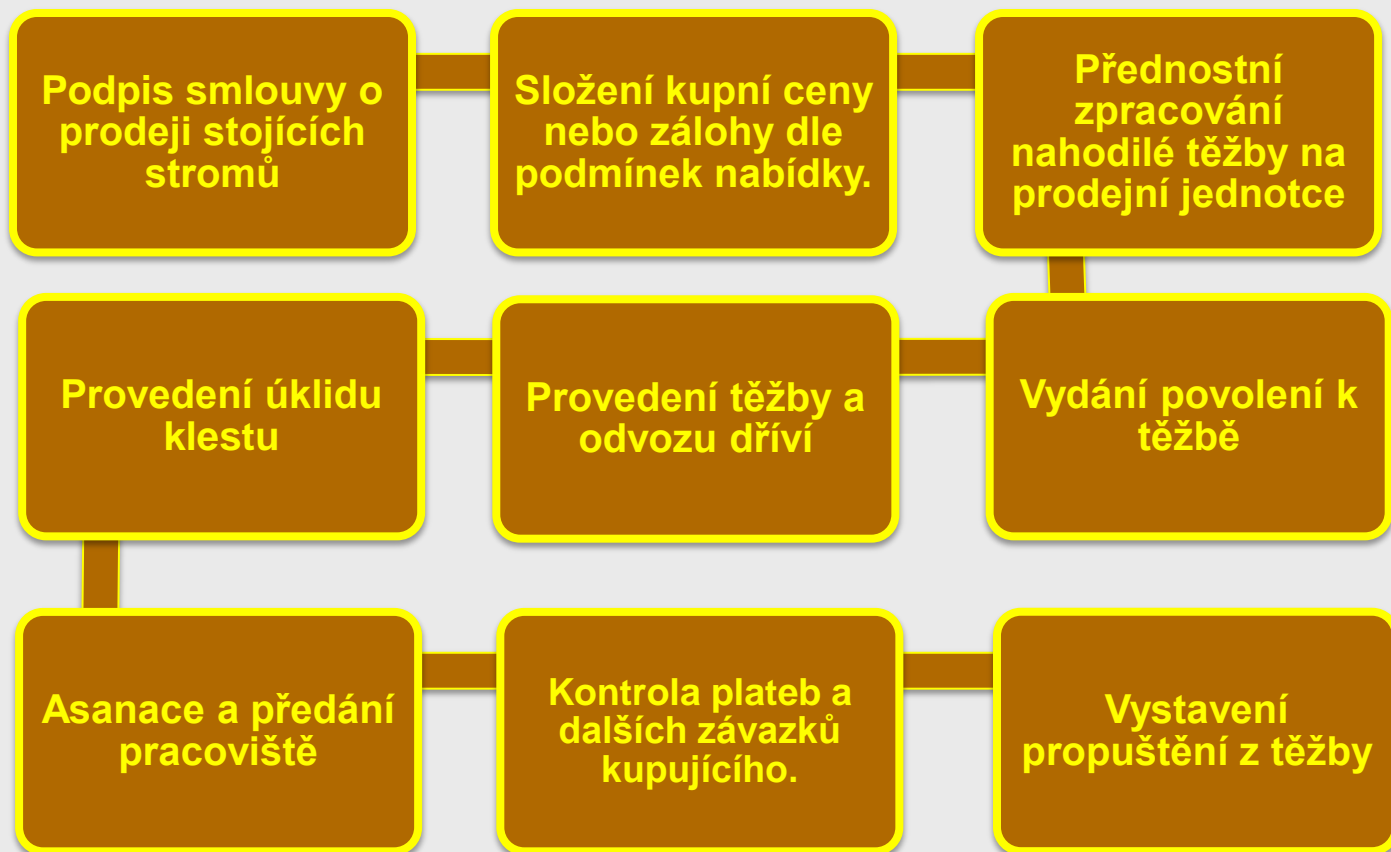 Podpis smlouvy o
prodeji stojících
stromů
Složení kupní ceny
nebo zálohy dle
podmínek nabídky.
Přednostní
zpracování
nahodilé těžby na
prodejní jednotce
Vydání povolení k
těžbě
Provedení těžby a
odvozu dříví
Provedení úklidu
klestu
Asanace a předání
pracoviště
Kontrola plateb a
dalších závazků
kupujícího.
Vystavení
propuštění z těžby